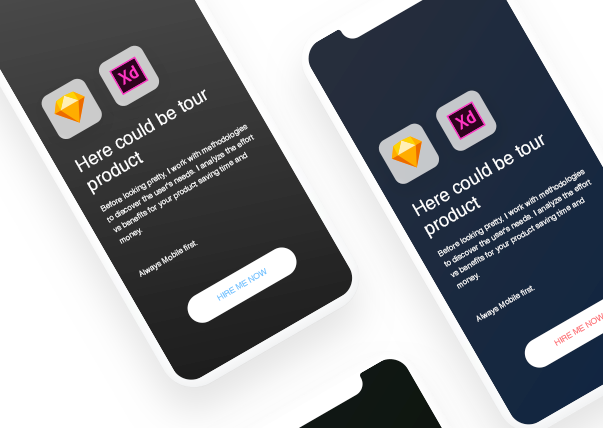 Xd
Here could be tour
product
Before looking pretty, I work with methodologies
to discover the user's needs. I analyze the effort
vs benefits for your product saving time and
money.
Always Mobile first.
HIRE ME NOW
Xd
Here could be tour
product
Before looking pretty, I work with methodologies
to discover the user's needs. I analyze the effort
vs benefits for your product saving time and
money.
Always Mobile first.
HIRE ME NOW